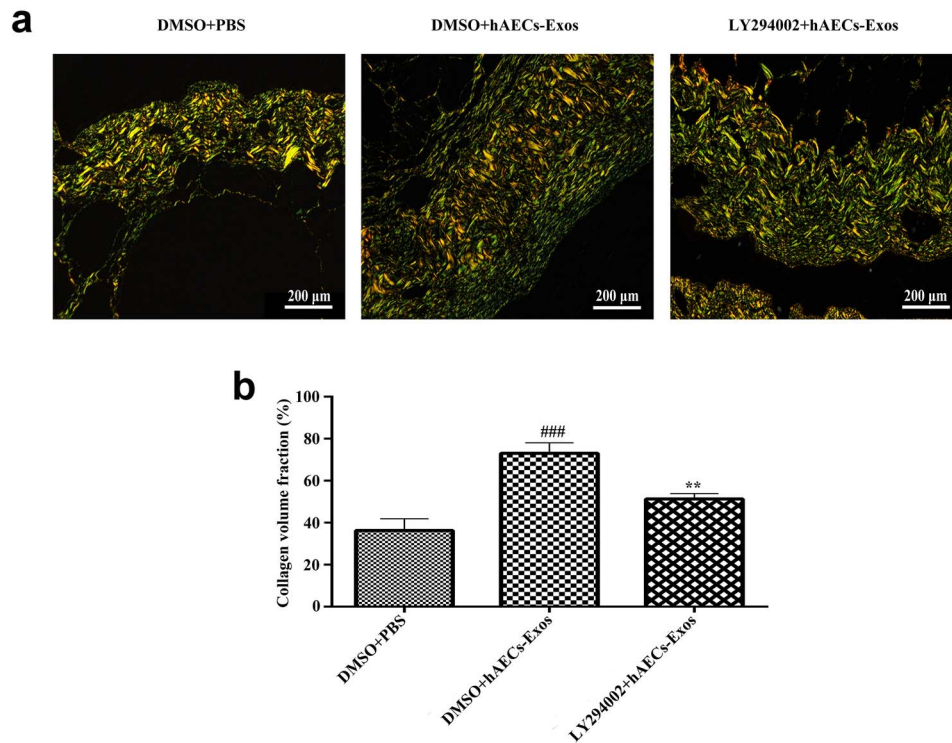 a
DMSO+PBS
DMSO+hAECs-Exos
LY294002+hAECs-Exos
200 μm
200 μm
200 μm
b
Collagen volume fraction (%)
100
80
60
40
20
0
###
**
DMSO+PBS
DMSO+hAECs-Exos
LY294002+hAECs-Exos